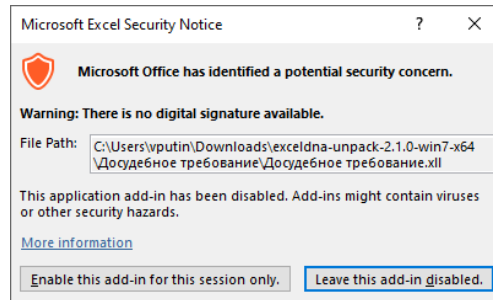 Microsoft Excel Security Notice
? ×
Microsoft Office has identified a potential security concern.
Warning: There is no digital signature available.
File Path: C:\Users\vputin\Downloads\exceldna-unpack-2.1.0-win7-x64
\Досудебное требование\Досудебное требование.xll
This application add-in has been disabled. Add-ins might contain viruses
or other security hazards.
More information
Enable this add-in for this session only. Leave this add-in disabled.